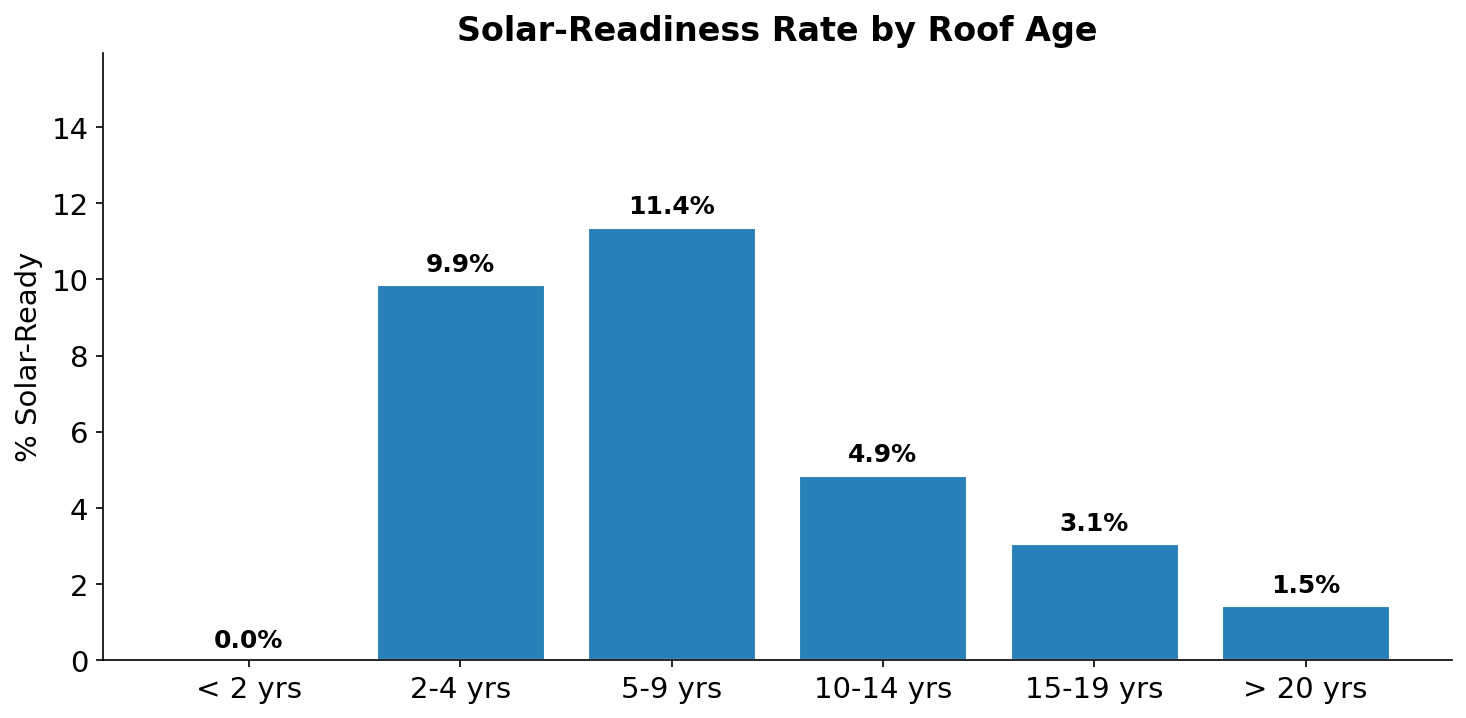 Solar-Readiness Rate by Roof Age
% Solar-Ready
14
12
10
8
6
4
2
0
0.0%
9.9%
11.4%
4.9%
3.1%
1.5%
< 2 yrs
2-4 yrs
5-9 yrs
10-14 yrs
15-19 yrs
> 20 yrs